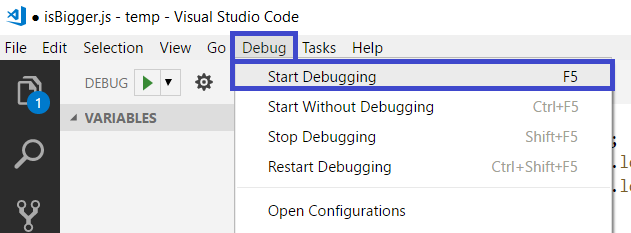 ● isBigger.js - temp - Visual Studio Code
File Edit Selection View Go Debug Tasks Help
DEBUG
Start Debugging F5
1
Start Without Debugging Ctrl+F5
VARIABLES
Stop Debugging Shift+F5
Restart Debugging Ctrl+Shift+F5
Open Configurations